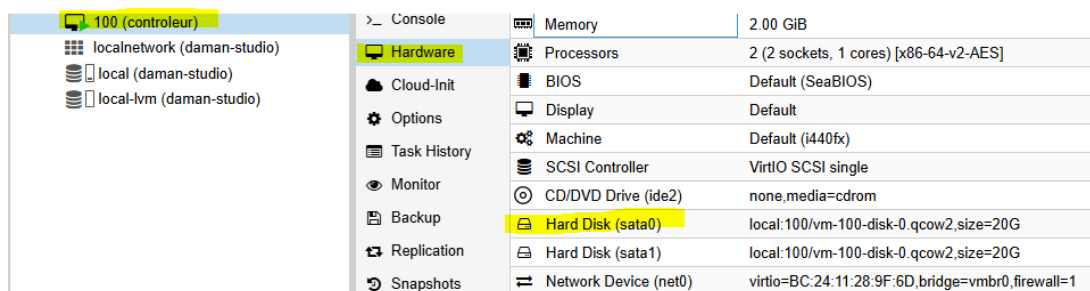 100 (controleur)
localnetwork (daman-studio)
local (daman-studio)
local-lvm (daman-studio)
>_ Console
Hardware
Cloud-Init
Options
Task History
Monitor
Backup
Replication
Snapshots
Memory 2.00 GiB
Processors 2 (2 sockets, 1 cores) [x86-64-v2-AES]
BIOS Default (SeaBIOS)
Display Default
Machine Default (i440fx)
SCSI Controller VirtIO SCSI single
CD/DVD Drive (ide2) none,media=cdrom
Hard Disk (sata0) local:100/vm-100-disk-0.qcow2,size=20G
Hard Disk (sata1) local:100/vm-100-disk-0.qcow2,size=20G
Network Device (net0) virtio=BC:24:11:28:9F:6D,bridge=vmbr0,firewall=1